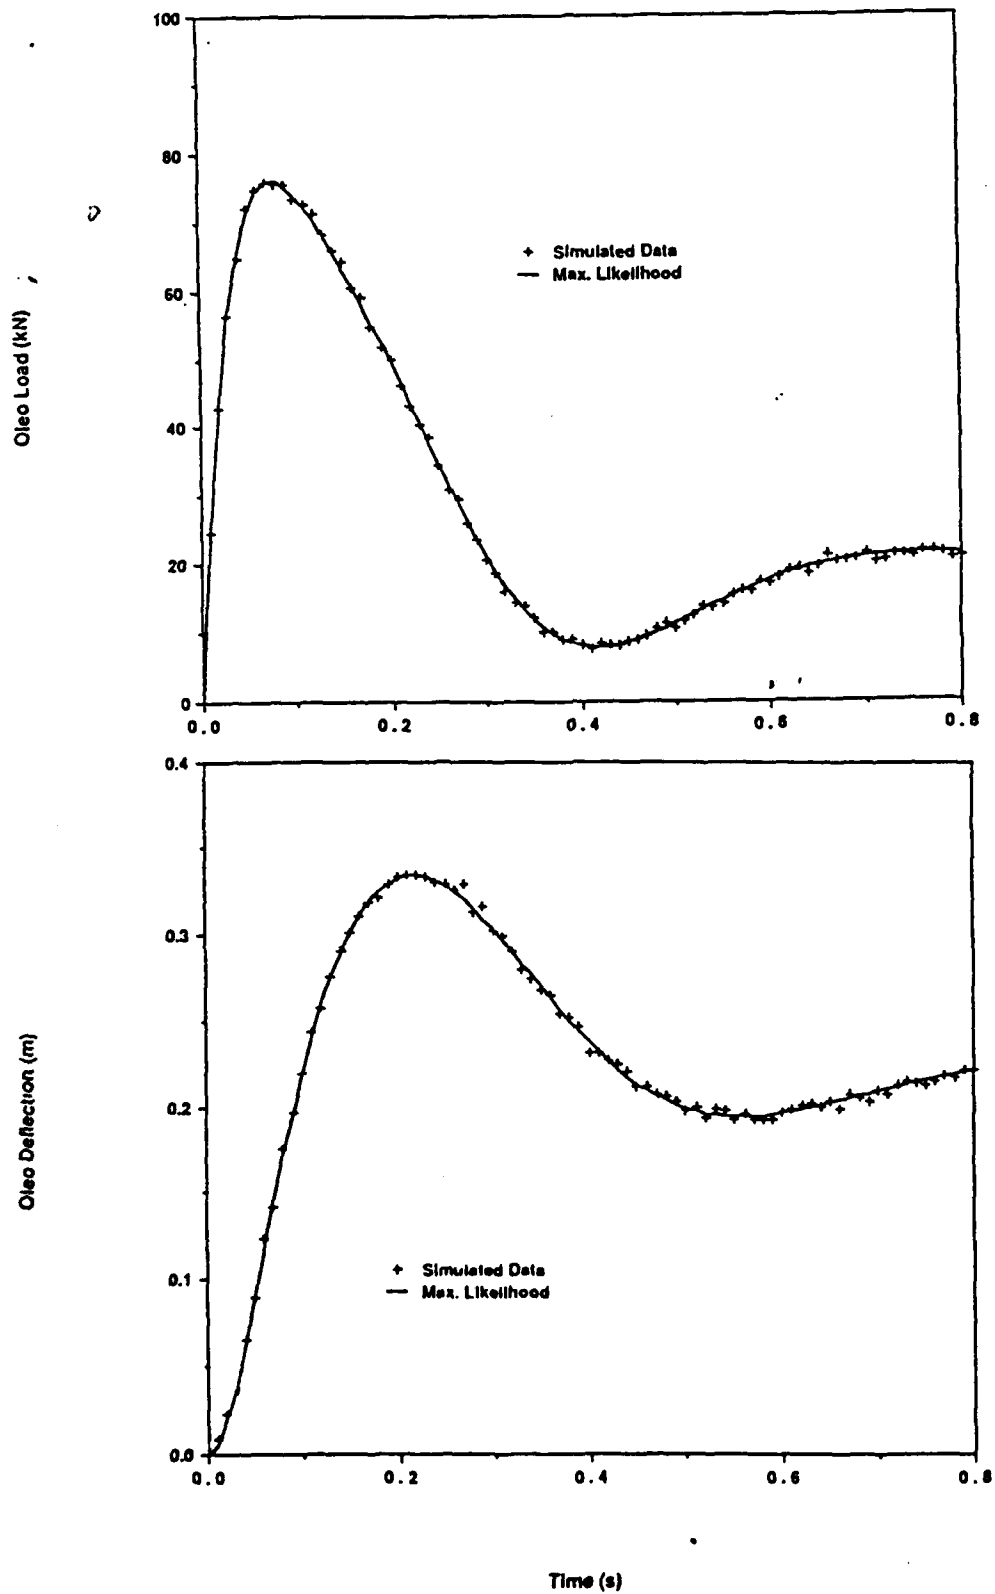 100
80
60
40
20
0
Oleo Load (kN)
+ Simulated Data
— Max. Likelihood
0.0 0.2 0.4 0.6 0.8
0.4
0.3
0.2
0.1
0.0
Oleo Deflection (m)
+ Simulated Data
— Max. Likelihood
0.0 0.2 0.4 0.6 0.8
Time (s)